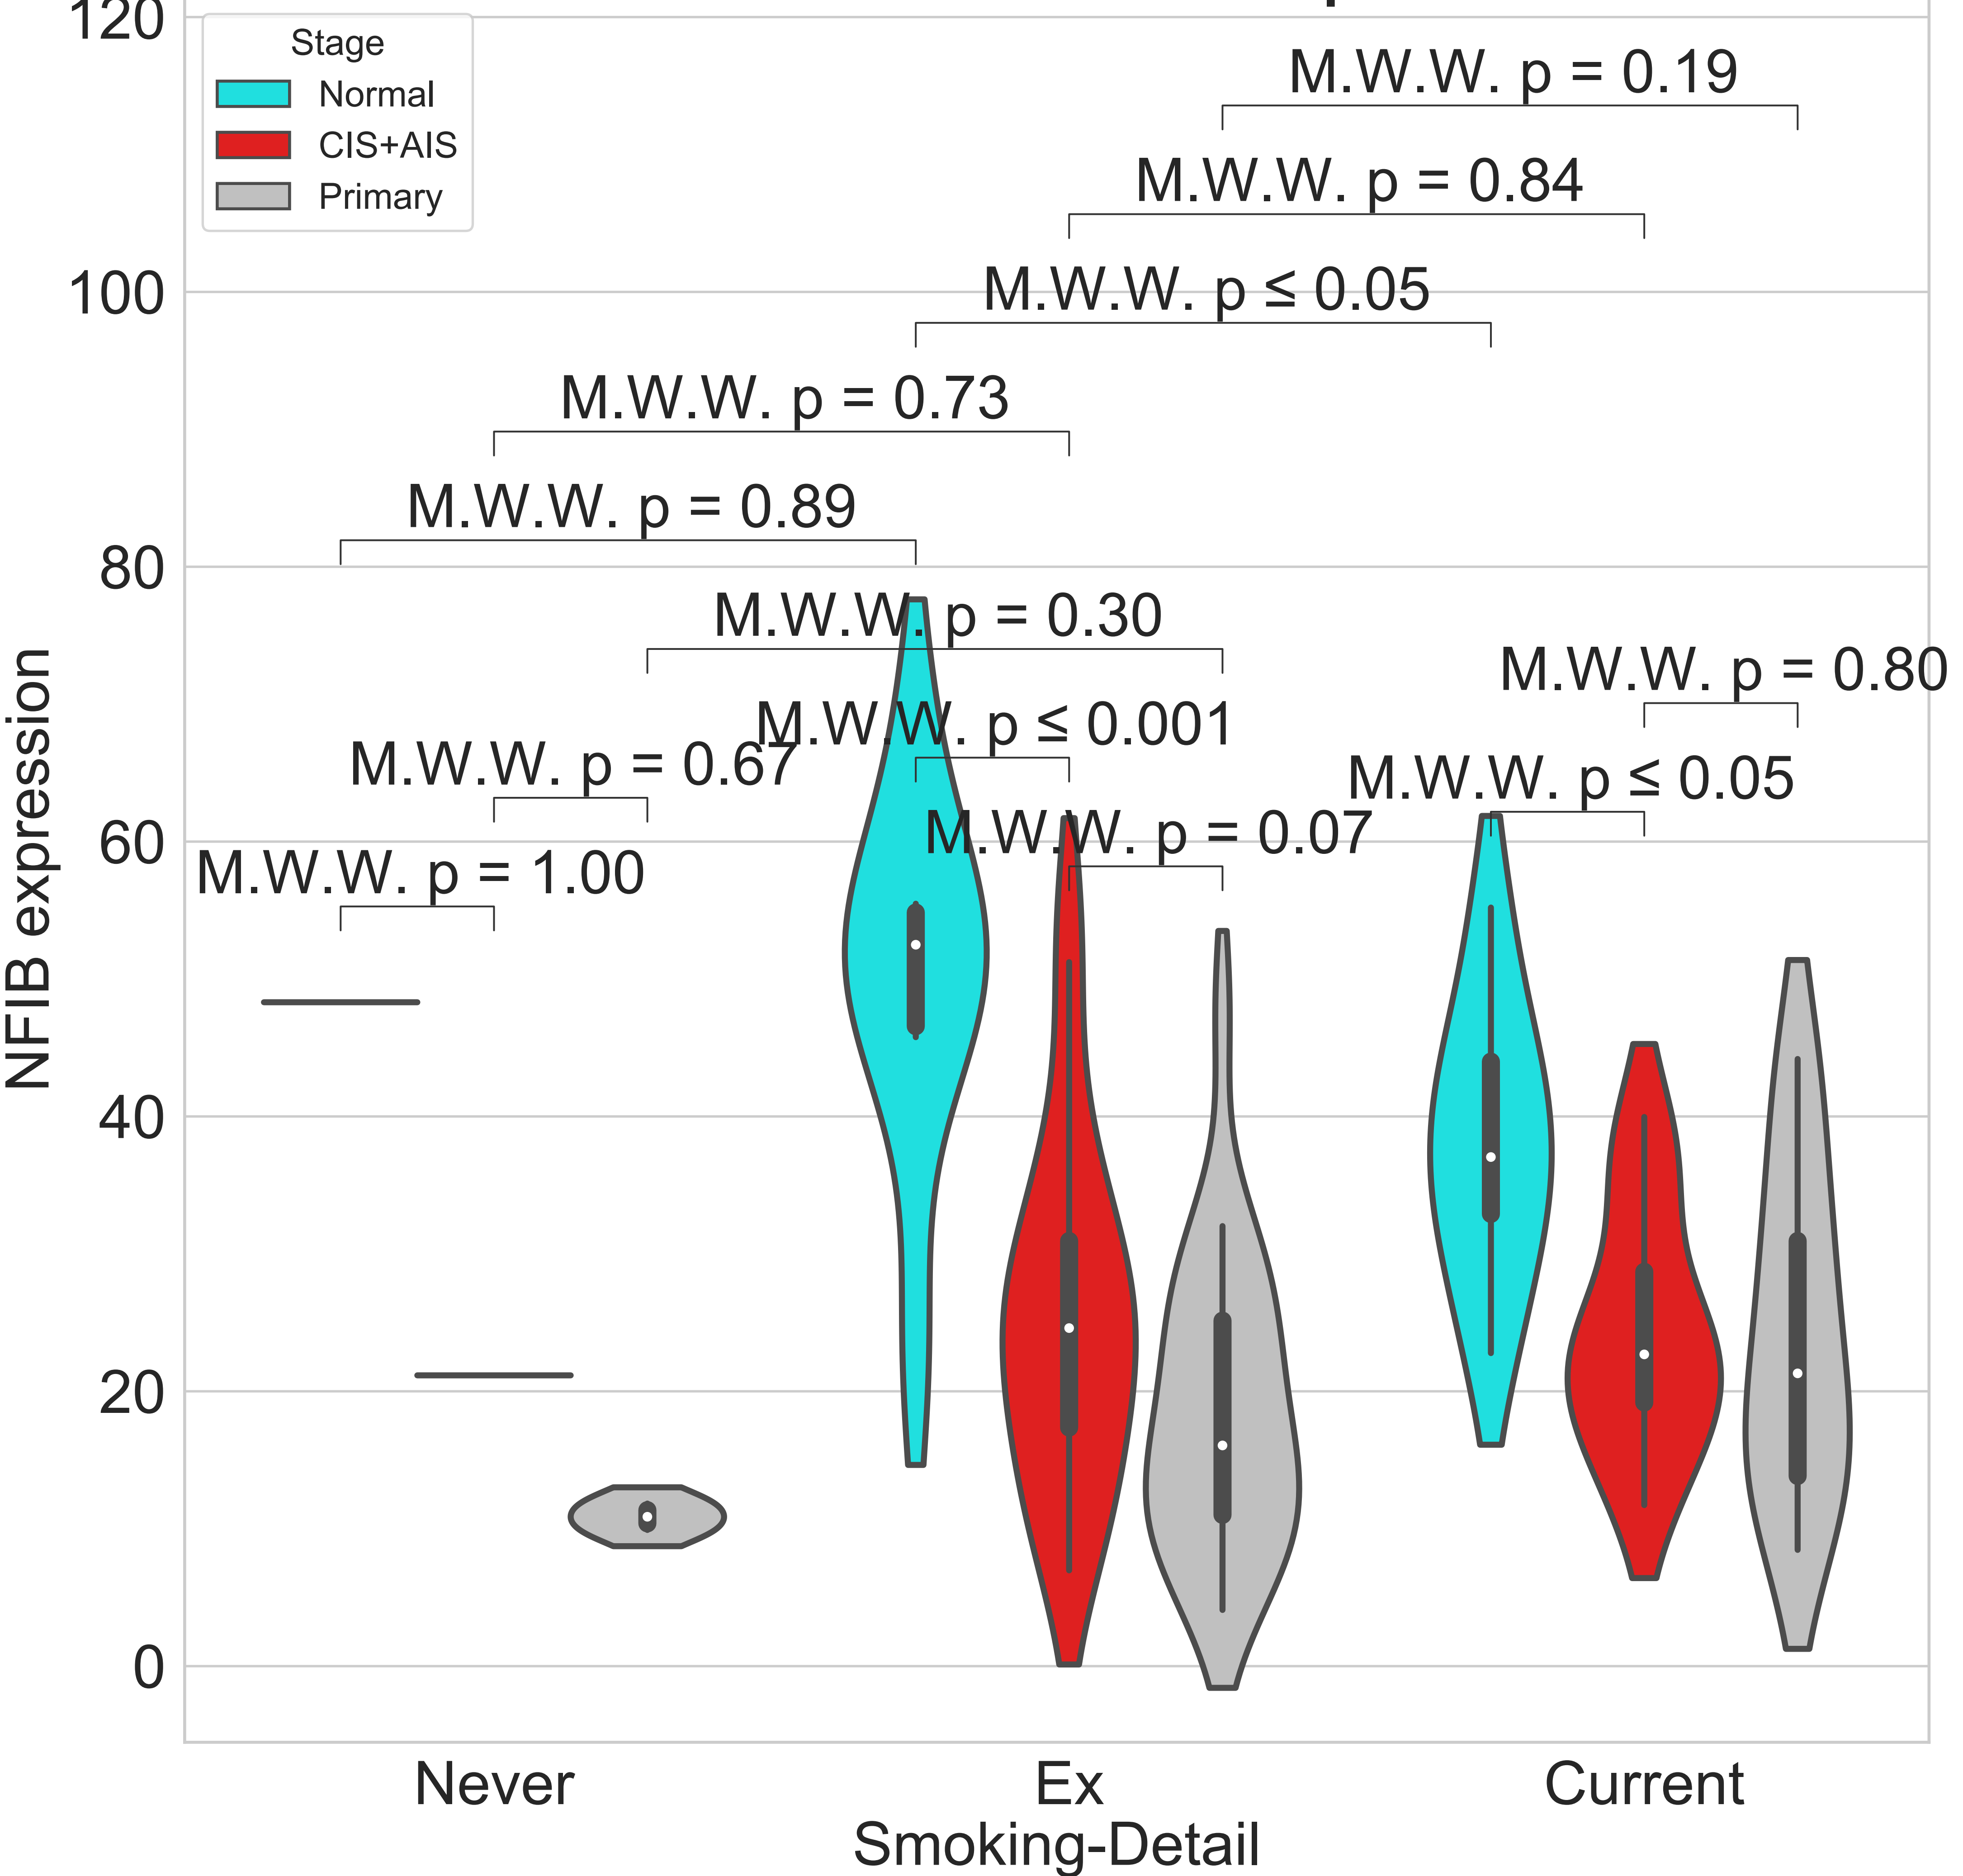 120
Stage
Normal
CIS+AIS
Primary
M.W.W. p = 0.19
M.W.W. p = 0.84
100
M.W.W. p ≤ 0.05
M.W.W. p = 0.73
M.W.W. p = 0.89
80
M.W.W. p = 0.30
M.W.W. p = 0.80
M.W.W. p ≤ 0.001
M.W.W. p = 0.67
M.W.W. p ≤ 0.05
60
M.W.W. p = 0.07
M.W.W. p = 1.00
NFIB expression
40
20
0
Never Ex Current
Smoking-Detail